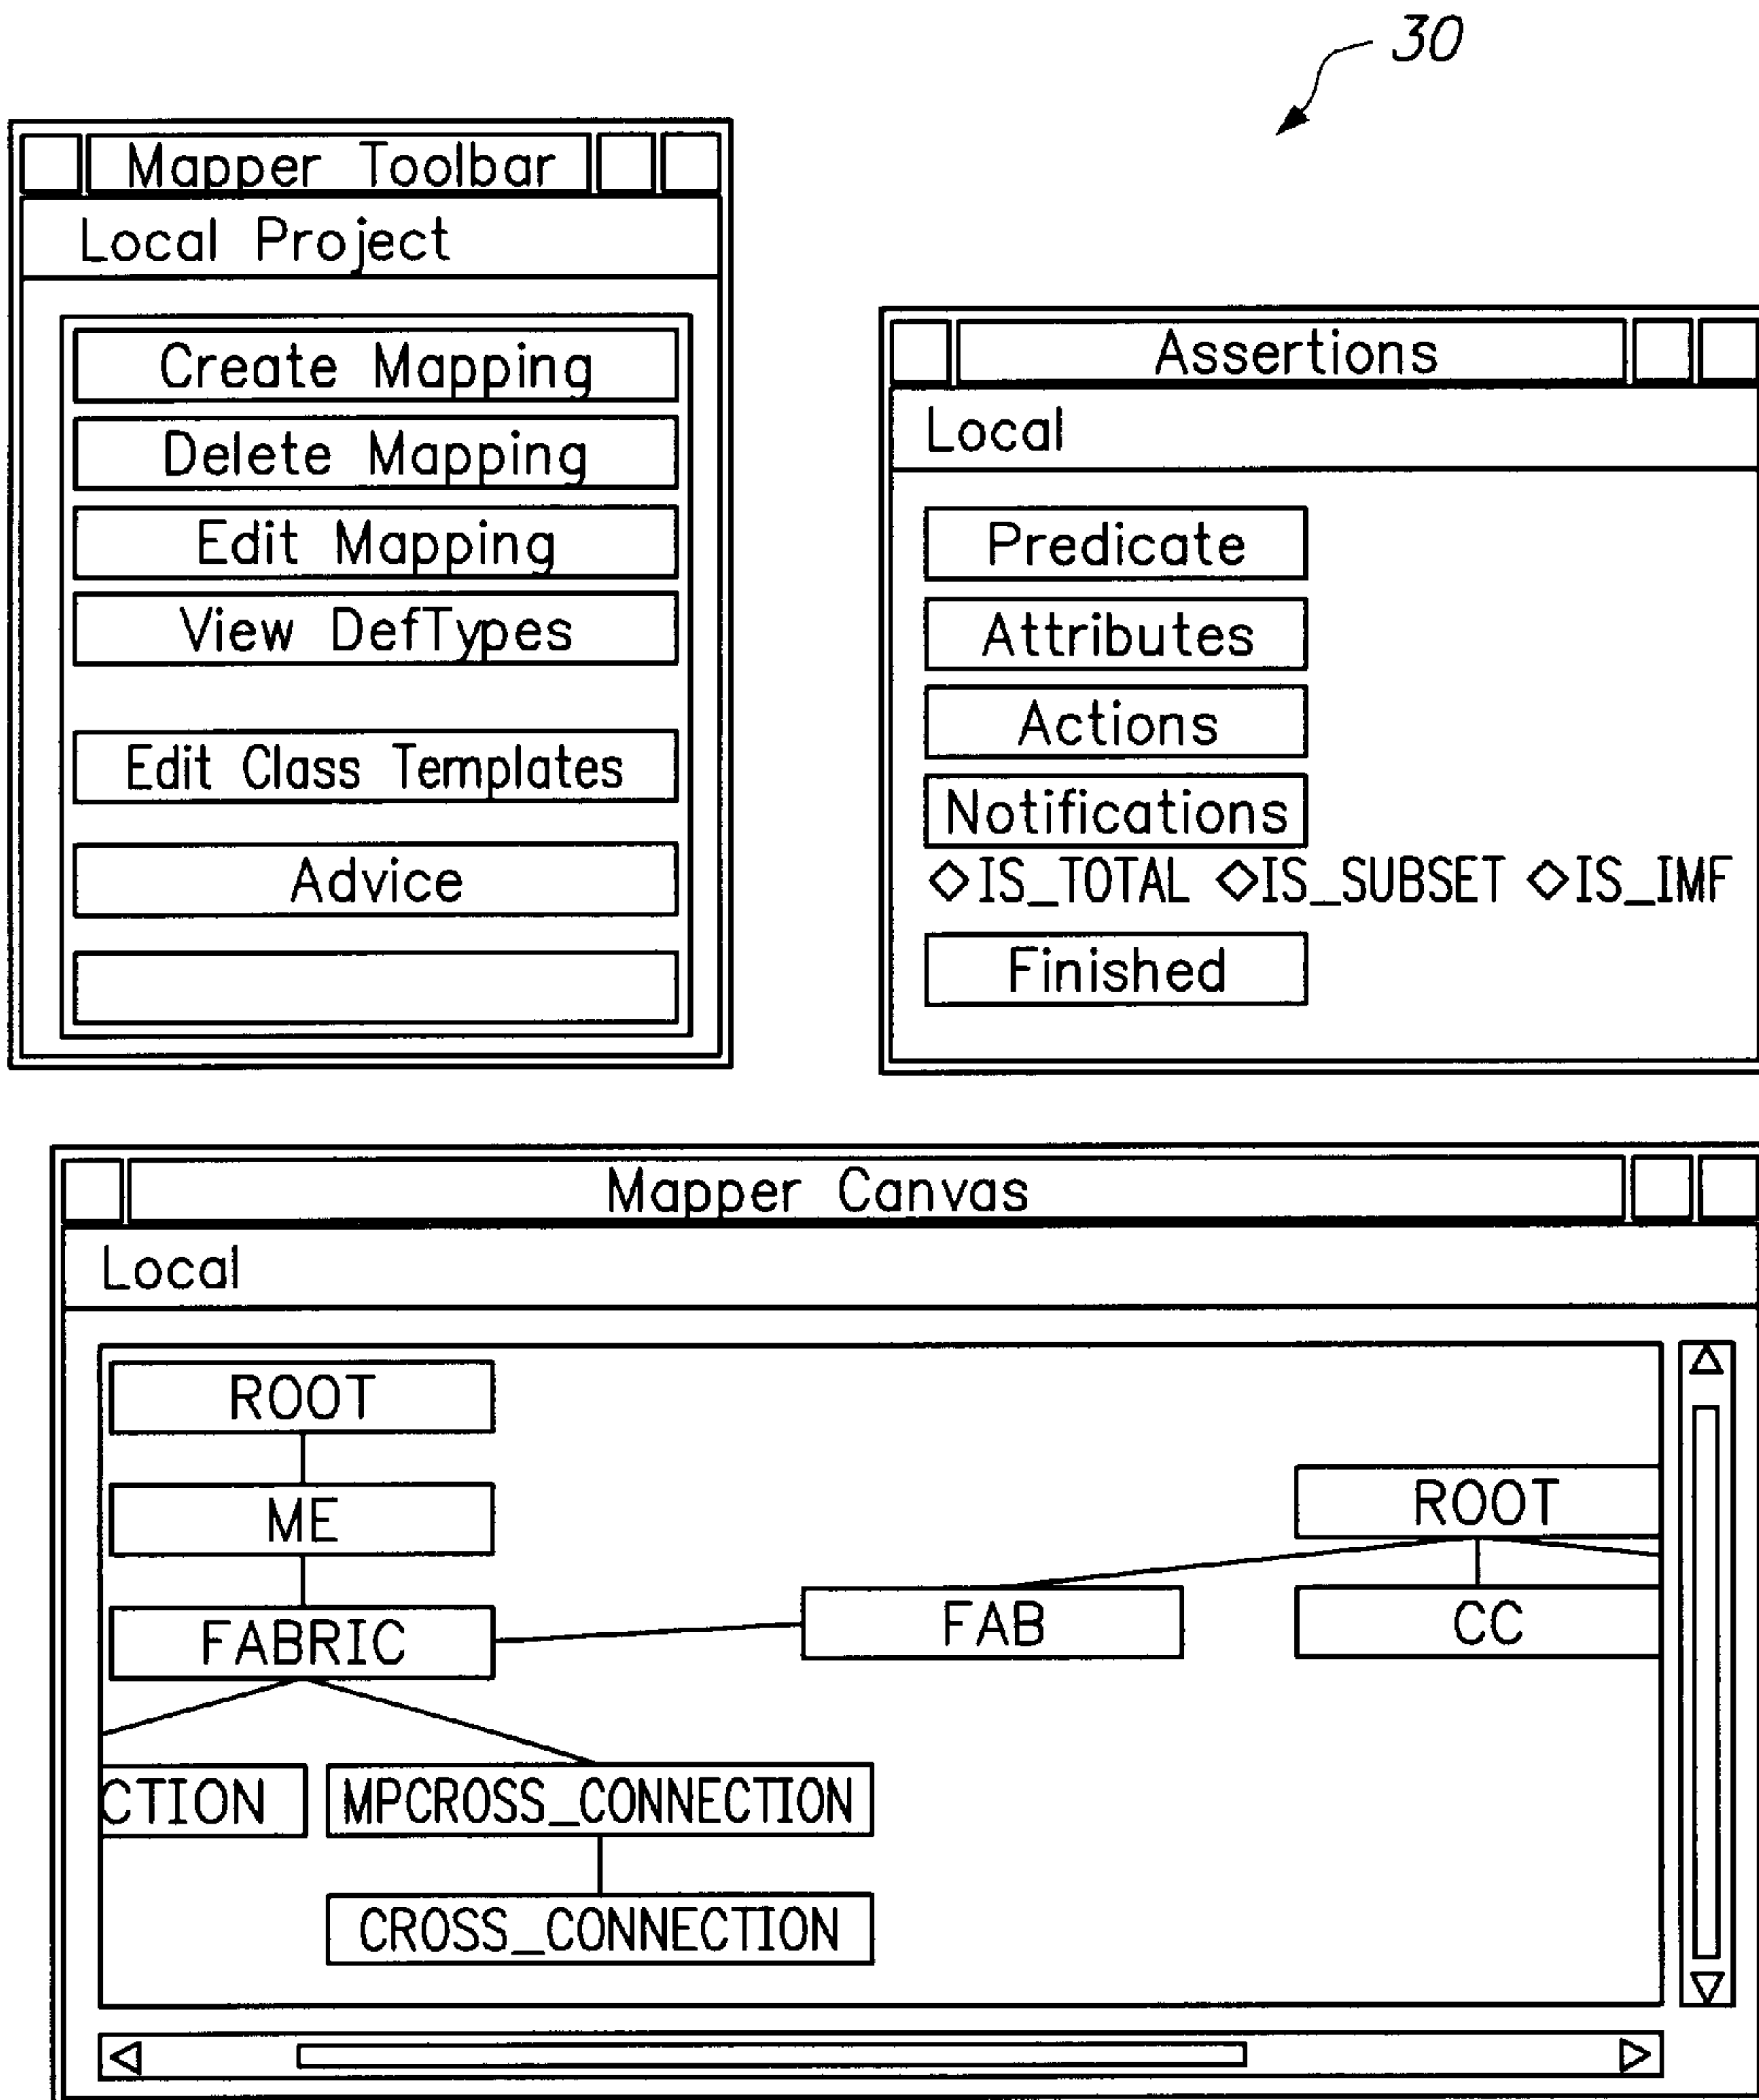 30
Mapper Toolbar
Local Project
Create Mapping
Delete Mapping
Edit Mapping
View DefTypes
Edit Class Templates
Advice
Assertions
Local
Predicate
Attributes
Actions
Notifications
◇IS_TOTAL ◇IS_SUBSET ◇IS_IMF
Finished
Mapper Canvas
Local
ROOT
ME
ROOT
FABRIC
FAB
CC
CTION
MPCROSS_CONNECTION
CROSS_CONNECTION